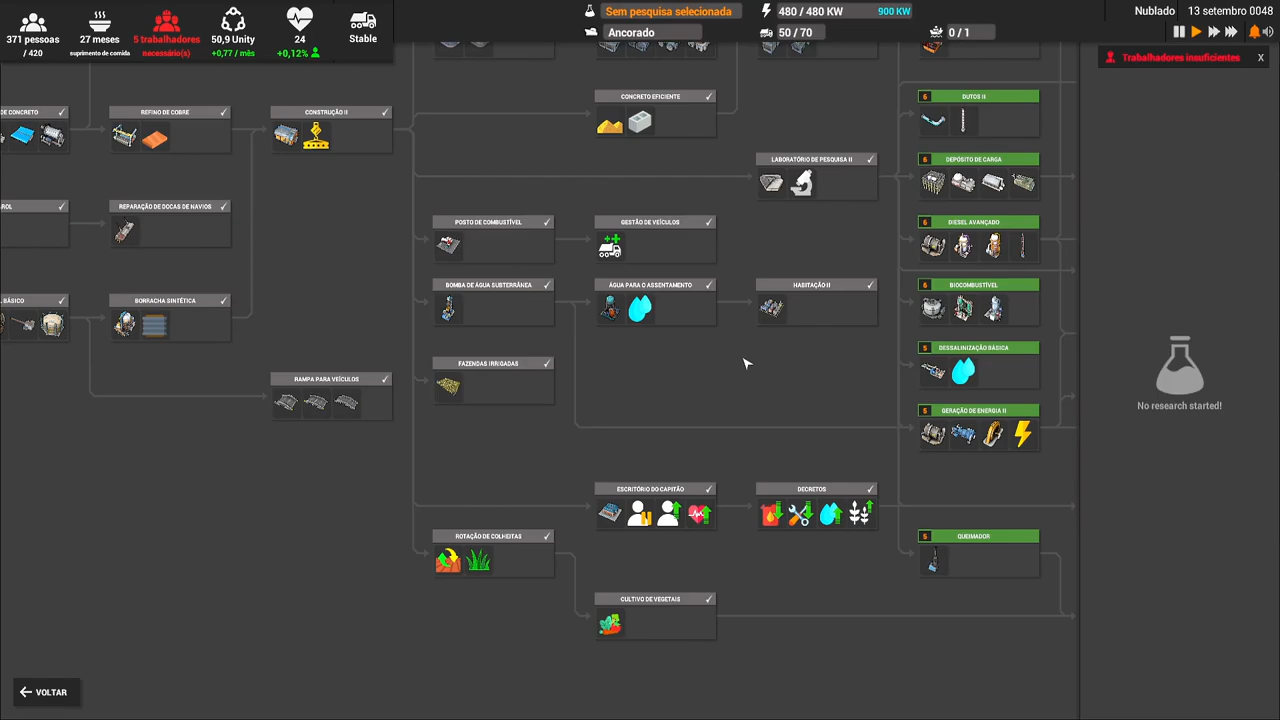 371 pessoas
/ 420
27 meses
suprimento de comida
5 trabalhadores
necessário(s)
50,9 Unity
+0,77 / mês
24
+0,12%
Stable
Sem pesquisa selecionada
Ancorado
480 / 480 KW
900 KW
50 / 70
0 / 1
Nublado
13 setembro 0048
Trabalhadores insuficientes
X
DE CONCRETO
REFINO DE COBRE
CONSTRUÇÃO II
CONCRETO EFICIENTE
6 DUTOS II
LABORATÓRIO DE PESQUISA II
6 DEPÓSITO DE CARGA
ROL
REPARAÇÃO DE DOCAS DE NAVIOS
POSTO DE COMBUSTÍVEL
GESTÃO DE VEÍCULOS
6 DIESEL AVANÇADO
BÁSICO
BORRACHA SINTÉTICA
BOMBA DE ÁGUA SUBTERRÂNEA
ÁGUA PARA O ASSENTAMENTO
HABITAÇÃO II
6 BIOCOMBUSTÍVEL
5 DESSALINIZAÇÃO BÁSICA
RAMPA PARA VEÍCULOS
FAZENDAS IRRIGADAS
5 GERAÇÃO DE ENERGIA II
No research started!
ESCRITÓRIO DO CAPITÃO
DECRETOS
ROTAÇÃO DE COLHEITAS
5 QUEIMADOR
CULTIVO DE VEGETAIS
VOLTAR